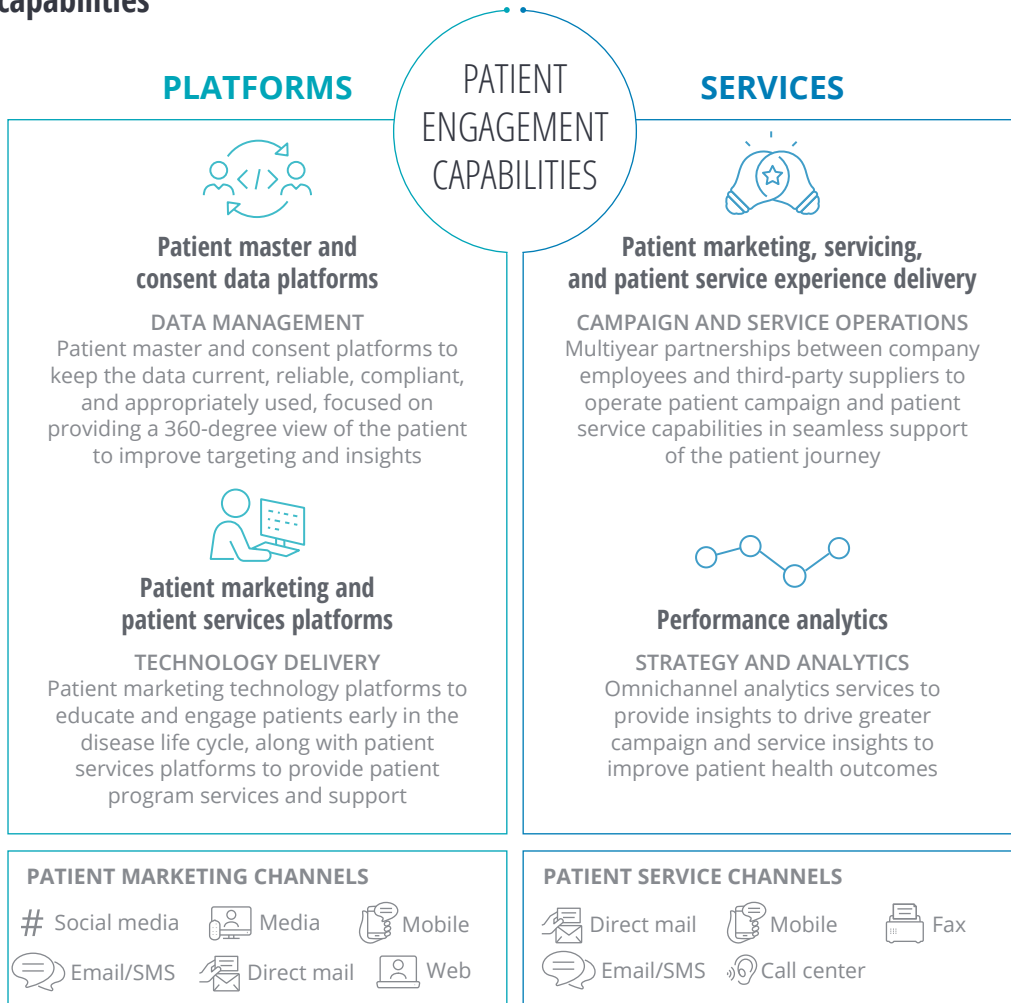 capabilities
PLATFORMS
PATIENT
ENGAGEMENT
CAPABILITIES
SERVICES
</>
Patient master and
consent data platforms
DATA MANAGEMENT
Patient master and consent platforms to
keep the data current, reliable, compliant,
and appropriately used, focused on
providing a 360-degree view of the patient
to improve targeting and insights
Patient marketing and
patient services platforms
TECHNOLOGY DELIVERY
Patient marketing technology platforms to
educate and engage patients early in the
disease life cycle, along with patient
services platforms to provide patient
program services and support
Patient marketing, servicing,
and patient service experience delivery
CAMPAIGN AND SERVICE OPERATIONS
Multiyear partnerships between company
employees and third-party suppliers to
operate patient campaign and patient
service capabilities in seamless support
of the patient journey
Performance analytics
STRATEGY AND ANALYTICS
Omnichannel analytics services to
provide insights to drive greater
campaign and service insights to
improve patient health outcomes
PATIENT MARKETING CHANNELS
# Social media Media Mobile
Email/SMS Direct mail Web
PATIENT SERVICE CHANNELS
Direct mail Mobile Fax
Email/SMS Call center